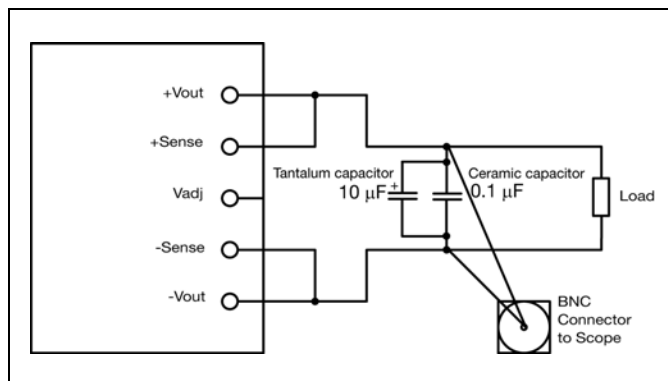 +Vout
+Sense
Vadj
-Sense
-Vout
Tantalum capacitor
10 µF
+
Ceramic capacitor
0.1 µF
Load
BNC
Connector
to Scope